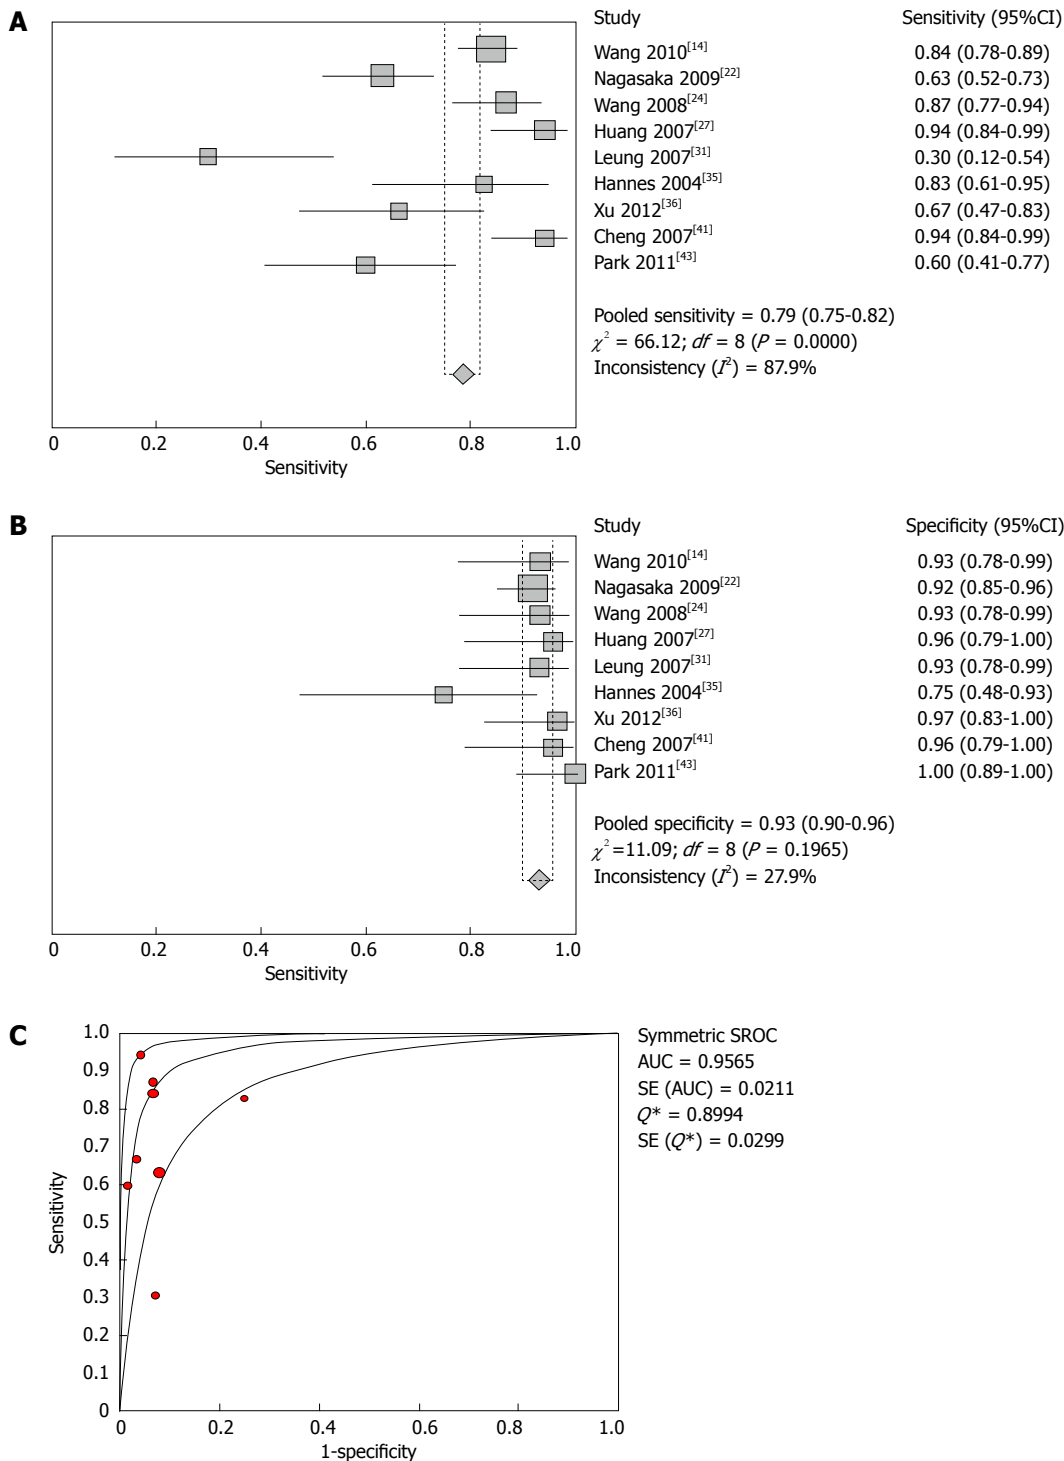 A
Study Sensitivity (95%CI)
Wang 2010[14] 0.84 (0.78-0.89)
Nagasaka 2009[22] 0.63 (0.52-0.73)
Wang 2008[24] 0.87 (0.77-0.94)
Huang 2007[27] 0.94 (0.84-0.99)
Leung 2007[31] 0.30 (0.12-0.54)
Hannes 2004[35] 0.83 (0.61-0.95)
Xu 2012[36] 0.67 (0.47-0.83)
Cheng 2007[41] 0.94 (0.84-0.99)
Park 2011[43] 0.60 (0.41-0.77)
Pooled sensitivity = 0.79 (0.75-0.82)
χ² = 66.12; df = 8 (P = 0.0000)
Inconsistency (I²) = 87.9%
0 0.2 0.4 0.6 0.8 1.0
Sensitivity
B
Study Specificity (95%CI)
Wang 2010[14] 0.93 (0.78-0.99)
Nagasaka 2009[22] 0.92 (0.85-0.96)
Wang 2008[24] 0.93 (0.78-0.99)
Huang 2007[27] 0.96 (0.79-1.00)
Leung 2007[31] 0.93 (0.78-0.99)
Hannes 2004[35] 0.75 (0.48-0.93)
Xu 2012[36] 0.97 (0.83-1.00)
Cheng 2007[41] 0.96 (0.79-1.00)
Park 2011[43] 1.00 (0.89-1.00)
Pooled specificity = 0.93 (0.90-0.96)
χ² =11.09; df = 8 (P = 0.1965)
Inconsistency (I²) = 27.9%
0 0.2 0.4 0.6 0.8 1.0
Sensitivity
C
Symmetric SROC
AUC = 0.9565
SE (AUC) = 0.0211
Q* = 0.8994
SE (Q*) = 0.0299
1.0
0.9
0.8
0.7
0.6
0.5
0.4
0.3
0.2
0.1
0
Sensitivity
0 0.2 0.4 0.6 0.8 1.0
1-specificity